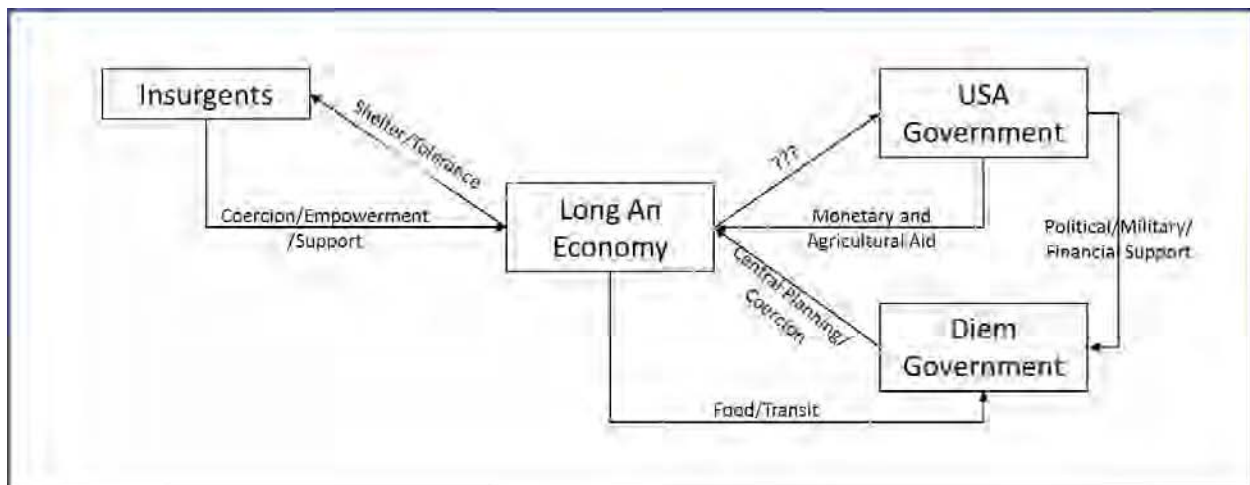 Insurgents
Shelter/Tolerance
Coercion/Empowerment
/Support
Long An
Economy
???
USA
Government
Monetary and
Agricultural Aid
Political/Military/
Financial Support
Central Planning/
Coercion
Diem
Government
Food/Transit